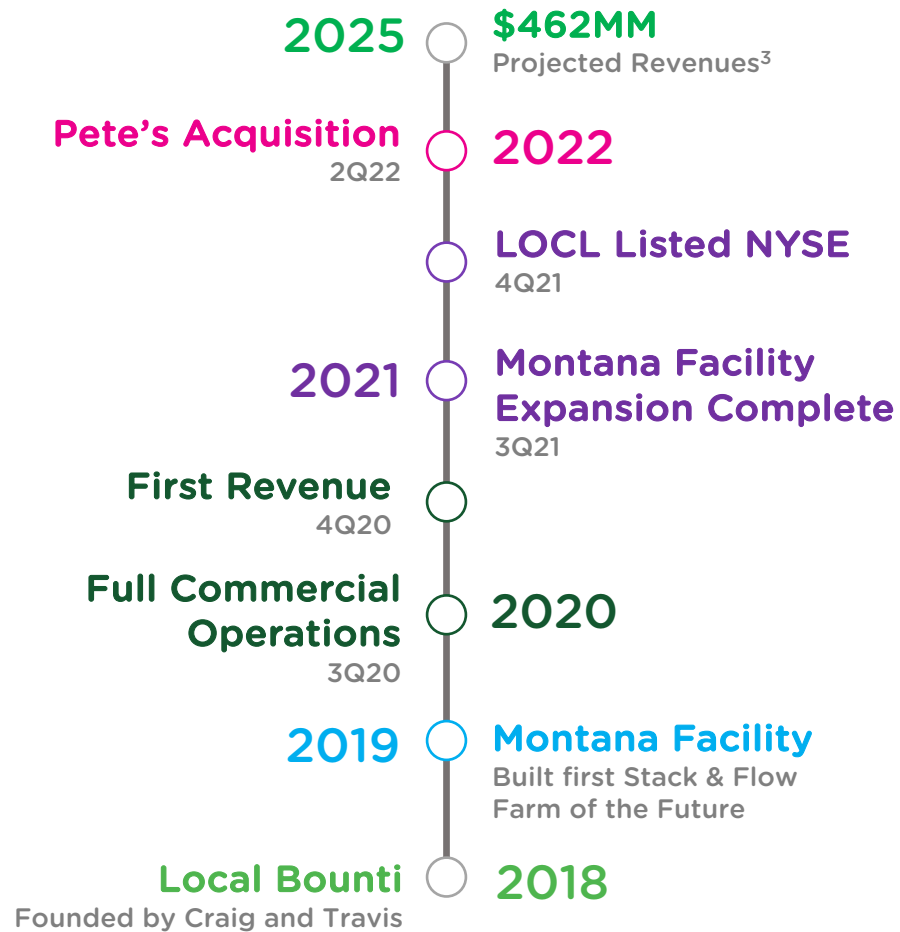 2025
$462MM
Projected Revenues³
Pete's Acquisition
2Q22
2022
LOCL Listed NYSE
4Q21
2021
Montana Facility
Expansion Complete
3Q21
First Revenue
4Q20
Full Commercial
Operations
3Q20
2020
2019
Montana Facility
Built first Stack & Flow
Farm of the Future
Local Bounti
Founded by Craig and Travis
2018